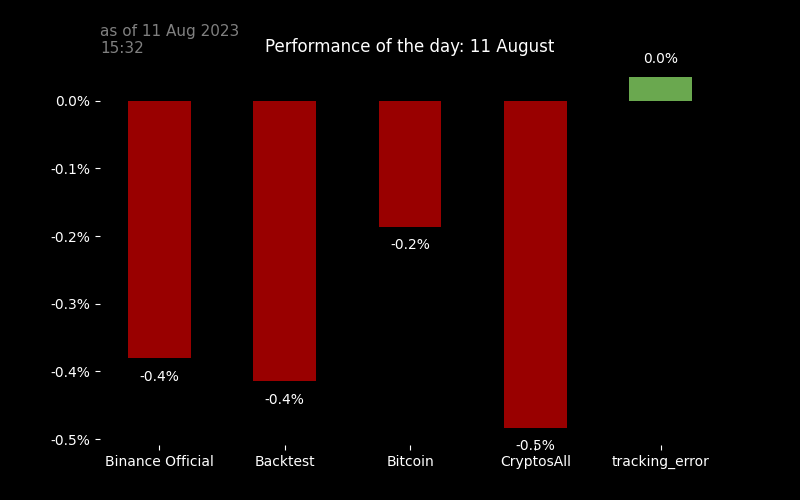 as of 11 Aug 2023
15:32
Performance of the day: 11 August
0.0%
0.0%
-0.1%
-0.2%
-0.2%
-0.3%
-0.4%
-0.4%
-0.4%
-0.5%
-0.5%
Binance Official
Backtest
Bitcoin
CryptosAll
tracking_error